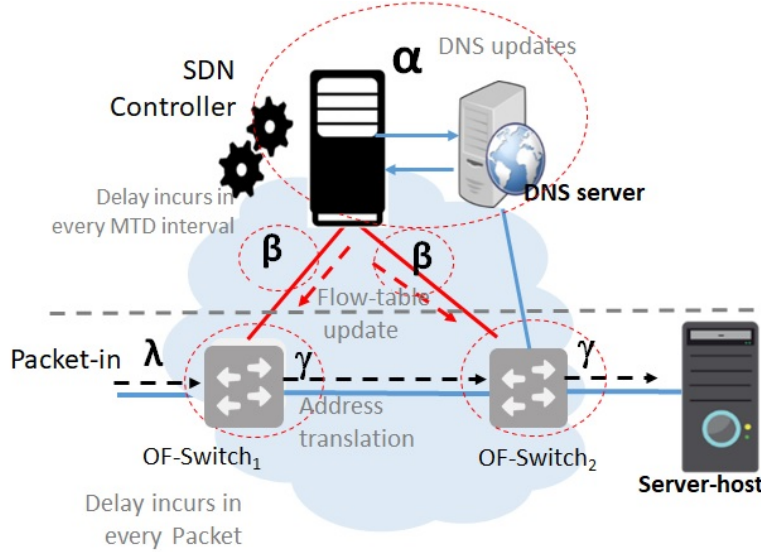 DNS updates
α
SDN
Controller
DNS server
Delay incurs in
every MTD interval
β
β
Flow-table
update
Packet-in
λ
γ
γ
Address
translation
OF-Switch₁
OF-Switch₂
Server-host
Delay incurs in
every Packet